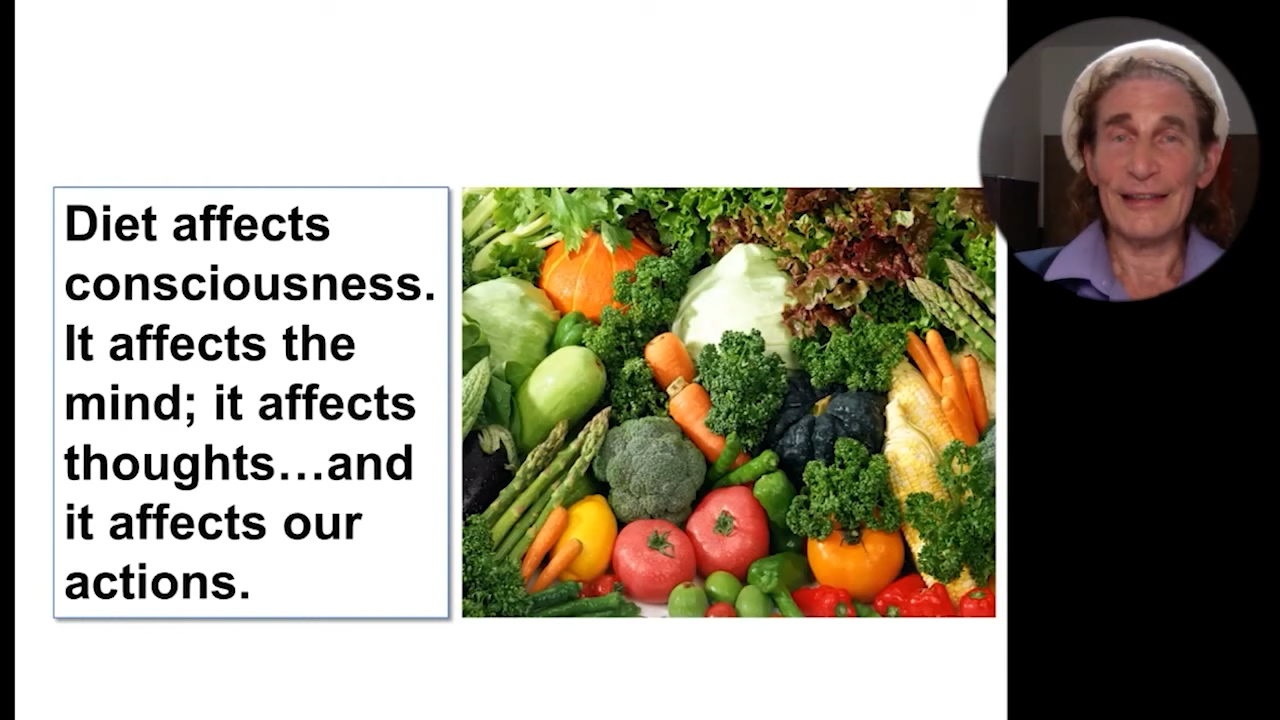 Diet affects
consciousness.
It affects the
mind; it affects
thoughts…and
it affects our
actions.